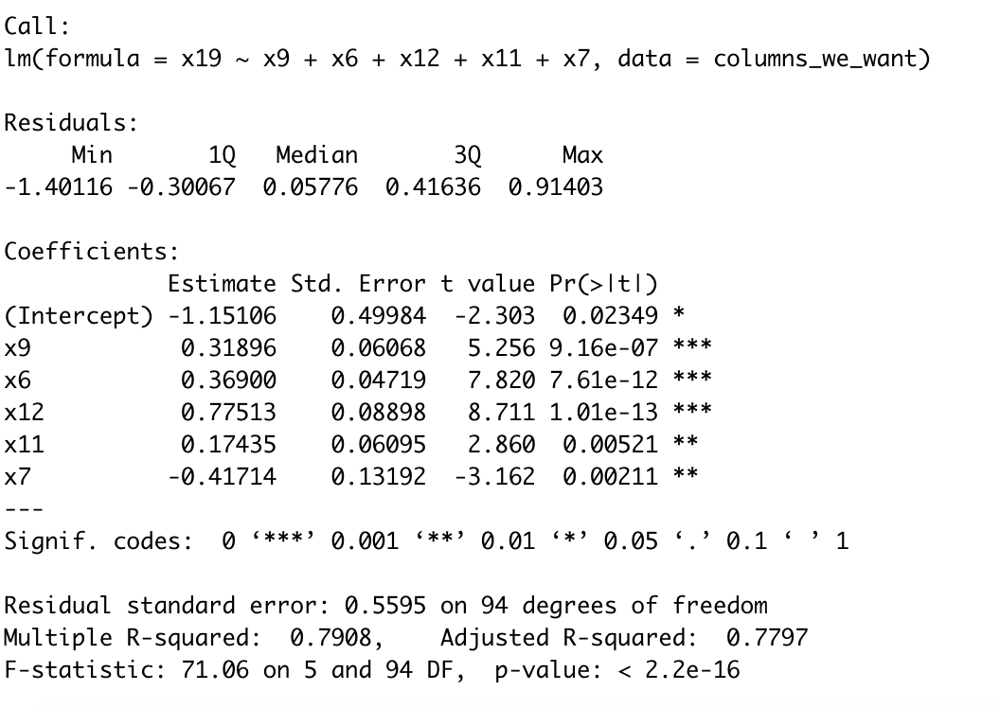 Call:
lm(formula = x19 ~ x9 + x6 + x12 + x11 + x7, data = columns_we_want)
Residuals:
     Min       1Q   Median       3Q      Max
-1.40116 -0.30067  0.05776  0.41636  0.91403
Coefficients:
            Estimate Std. Error t value Pr(>|t|)
(Intercept) -1.15106    0.49984  -2.303  0.02349 *
x9           0.31896    0.06068   5.256 9.16e-07 ***
x6           0.36900    0.04719   7.820 7.61e-12 ***
x12          0.77513    0.08898   8.711 1.01e-13 ***
x11          0.17435    0.06095   2.860  0.00521 **
x7          -0.41714    0.13192  -3.162  0.00211 **
---
Signif. codes:  0 ‘***’ 0.001 ‘**’ 0.01 ‘*’ 0.05 ‘.’ 0.1 ‘ ’ 1
Residual standard error: 0.5595 on 94 degrees of freedom
Multiple R-squared:  0.7908,    Adjusted R-squared:  0.7797
F-statistic: 71.06 on 5 and 94 DF,  p-value: < 2.2e-16